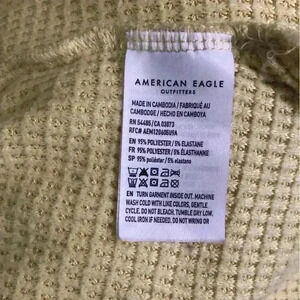 AMERICAN EAGLE
OUTFITTERS
MADE IN CAMBODIA / FABRIQUÉ AU
CAMBODGE / HECHO EN CAMBOYA
RN 54485/CA 03873
RFC# AEM12060EU9A
EN 95% POLYESTER / 5% ELASTANE
FR 95% POLYESTER / 5% ÉLASTHANNE
SP 95% poliéster / 5% elastano
EN TURN GARMENT INSIDE OUT. MACHINE
WASH COLD WITH LIKE COLORS, GENTLE
CYCLE. DO NOT BLEACH. TUMBLE DRY LOW.
COOL IRON IF NEEDED. DO NOT WRING OR